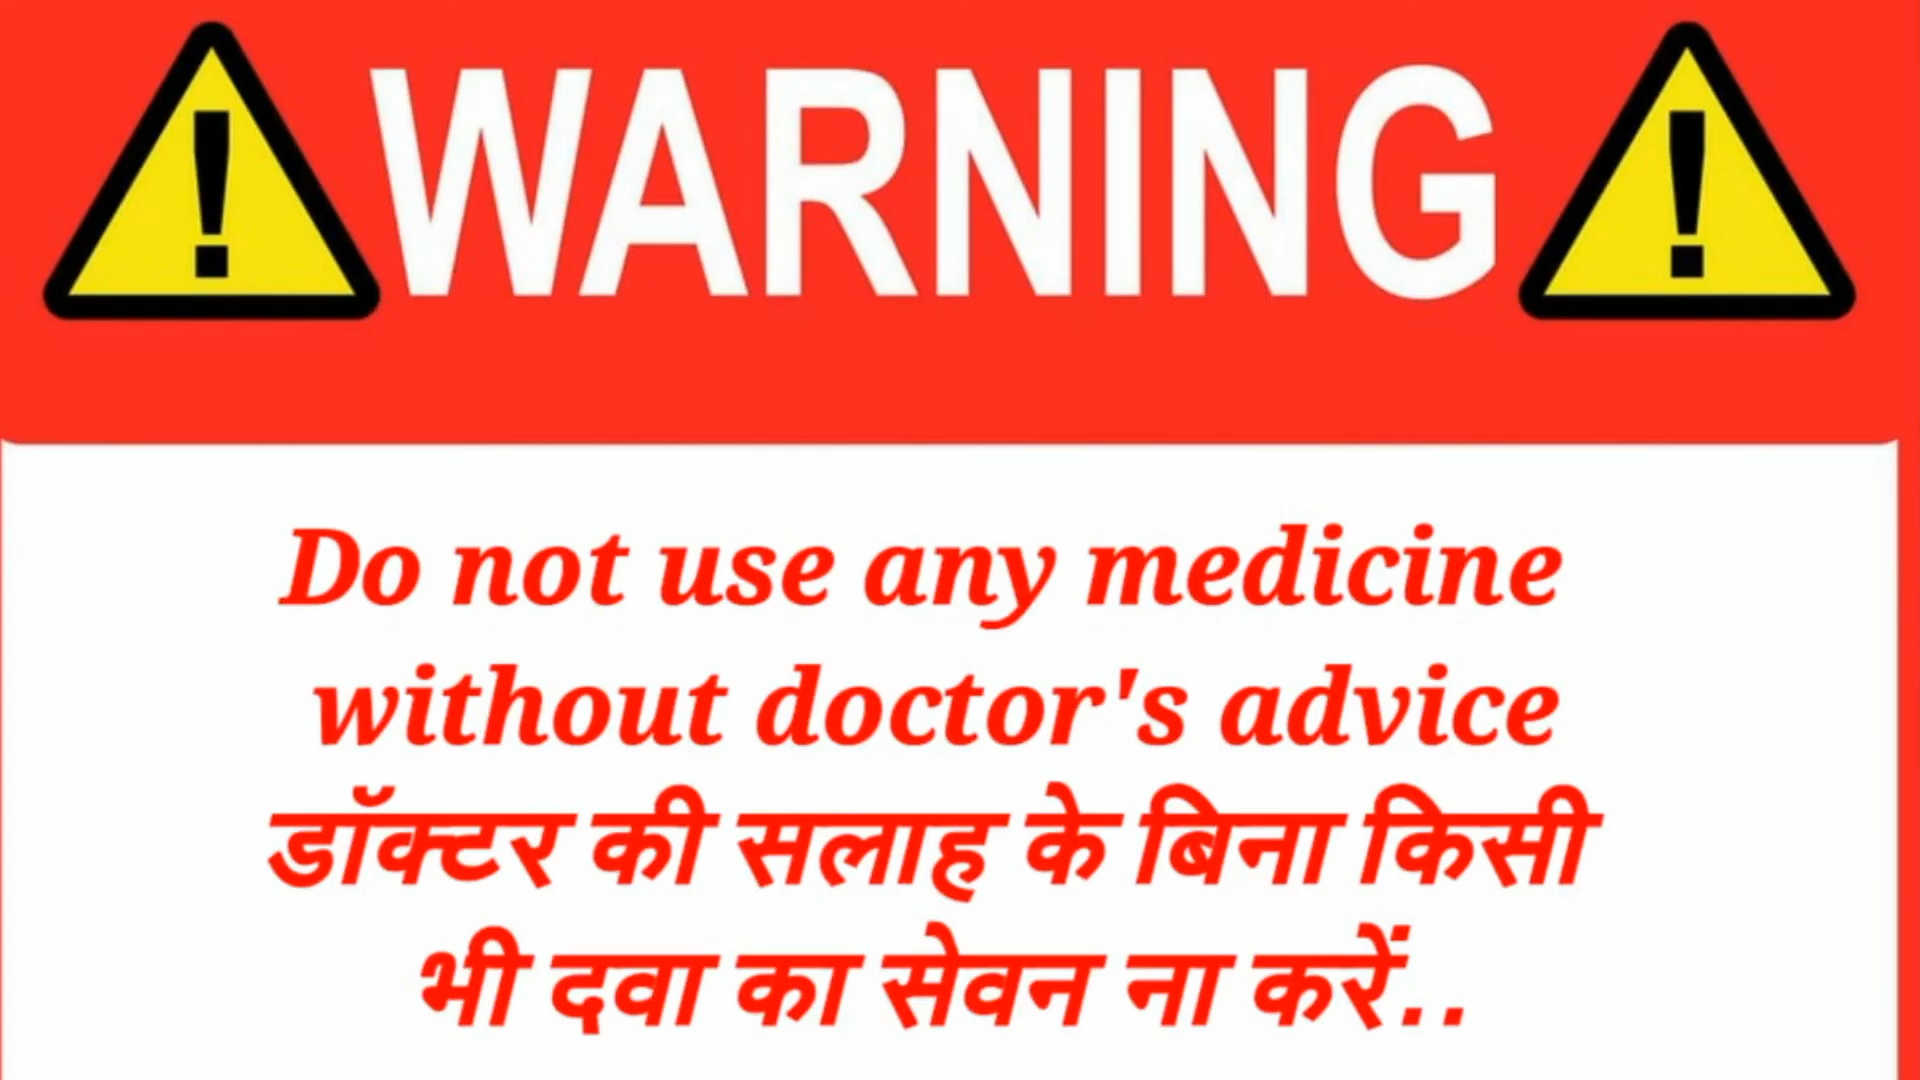 WARNING
Do not use any medicine
without doctor's advice
डॉक्टर की सलाह के बिना किसी
भी दवा का सेवन ना करें..